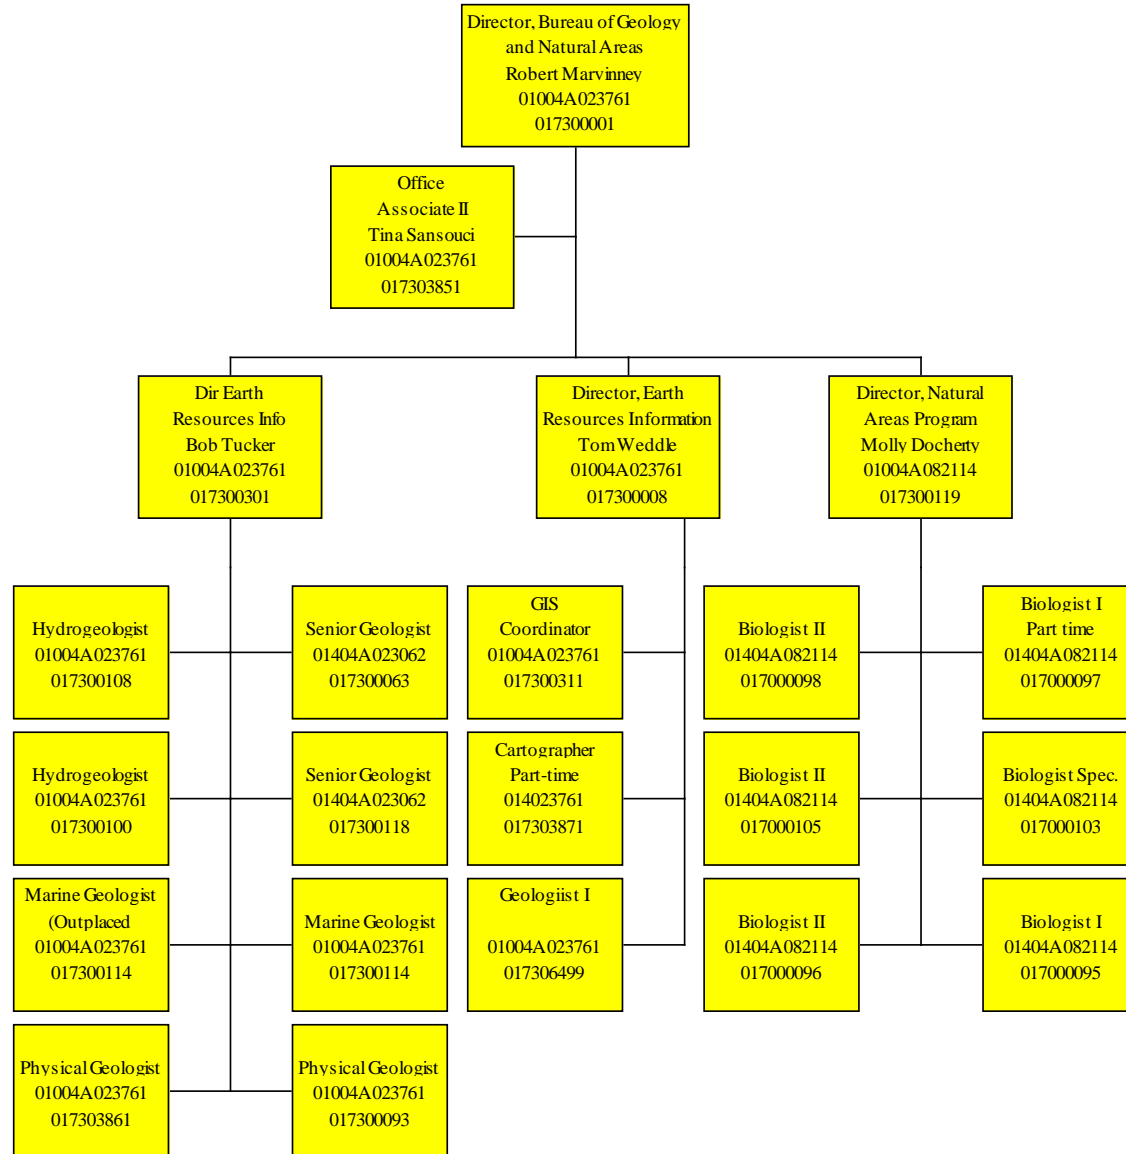 Director, Bureau of Geology
and Natural Areas
Robert Marvinney
01004A023761
017300001
Office
Associate II
Tina Sansouci
01004A023761
017303851
Dir Earth
Resources Info
Bob Tucker
01004A023761
017300301
Director, Earth
Resources Information
Tom Weddle
01004A023761
017300008
Director, Natural
Areas Program
Molly Docherty
01004A082114
017300119
Hydrogeologist
01004A023761
017300108
Senior Geologist
01404A023062
017300063
GIS
Coordinator
01004A023761
017300311
Biologist II
01404A082114
017000098
Biologist I
Part time
01404A082114
017000097
Hydrogeologist
01004A023761
017300100
Senior Geologist
01404A023062
017300118
Cartographer
Part-time
014023761
017303871
Biologist II
01404A082114
017000105
Biologist Spec.
01404A082114
017000103
Marine Geologist
(Outplaced
01004A023761
017300114
Marine Geologist
01004A023761
017300114
Geologiist I
01004A023761
017306499
Biologist II
01404A082114
017000096
Biologist I
01404A082114
017000095
Physical Geologist
01004A023761
017303861
Physical Geologist
01004A023761
017300093